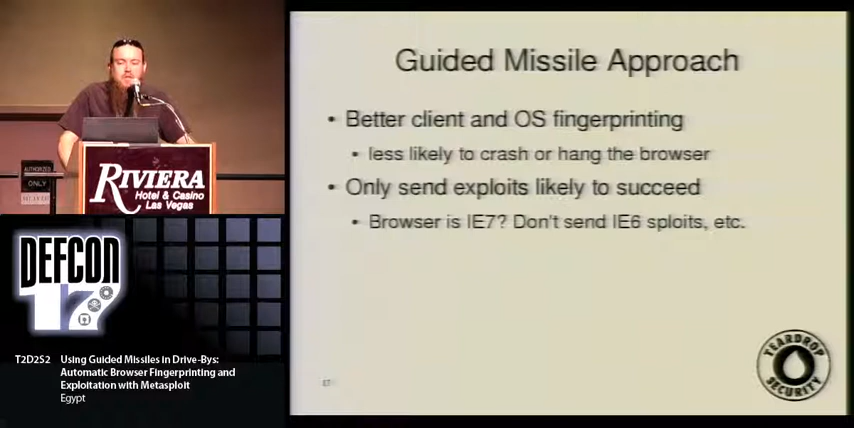 Guided Missile Approach
• Better client and OS fingerprinting
• less likely to crash or hang the browser
• Only send exploits likely to succeed
• Browser is IE7? Don't send IE6 sploits, etc.
TEARDROP
SECURITY
AUTHORIZED
ONLY
RIVIERA
Hotel & Casino
Las Vegas
DEFCON
17
T2D2S2 Using Guided Missiles in Drive-Bys:
Automatic Browser Fingerprinting and
Exploitation with Metasploit
Egypt